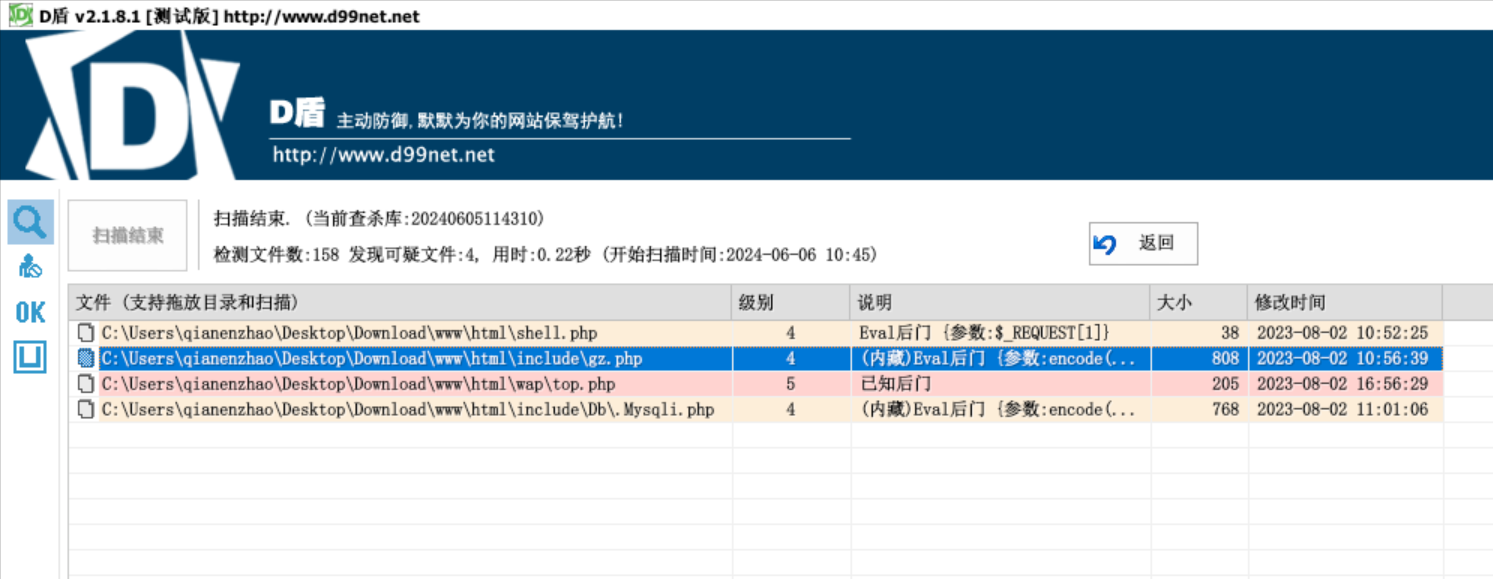 D盾 v2.1.8.1 [测试版] http://www.d99net.net
D盾 主动防御,默默为你的网站保驾护航!
http://www.d99net.net
扫描结束
扫描结束. (当前查杀库:20240605114310)
检测文件数:158 发现可疑文件:4, 用时:0.22秒 (开始扫描时间:2024-06-06 10:45)
返回
OK
文件 (支持拖放目录和扫描) 级别 说明 大小 修改时间
C:\Users\qianenzhao\Desktop\Download\www\html\shell.php 4 Eval后门 {参数:$_REQUEST[1]} 38 2023-08-02 10:52:25
C:\Users\qianenzhao\Desktop\Download\www\html\include\gz.php 4 (内藏)Eval后门 {参数:encode(... 808 2023-08-02 10:56:39
C:\Users\qianenzhao\Desktop\Download\www\html\wap\top.php 5 已知后门 205 2023-08-02 16:56:29
C:\Users\qianenzhao\Desktop\Download\www\html\include\Db\.Mysqli.php 4 (内藏)Eval后门 {参数:encode(... 768 2023-08-02 11:01:06